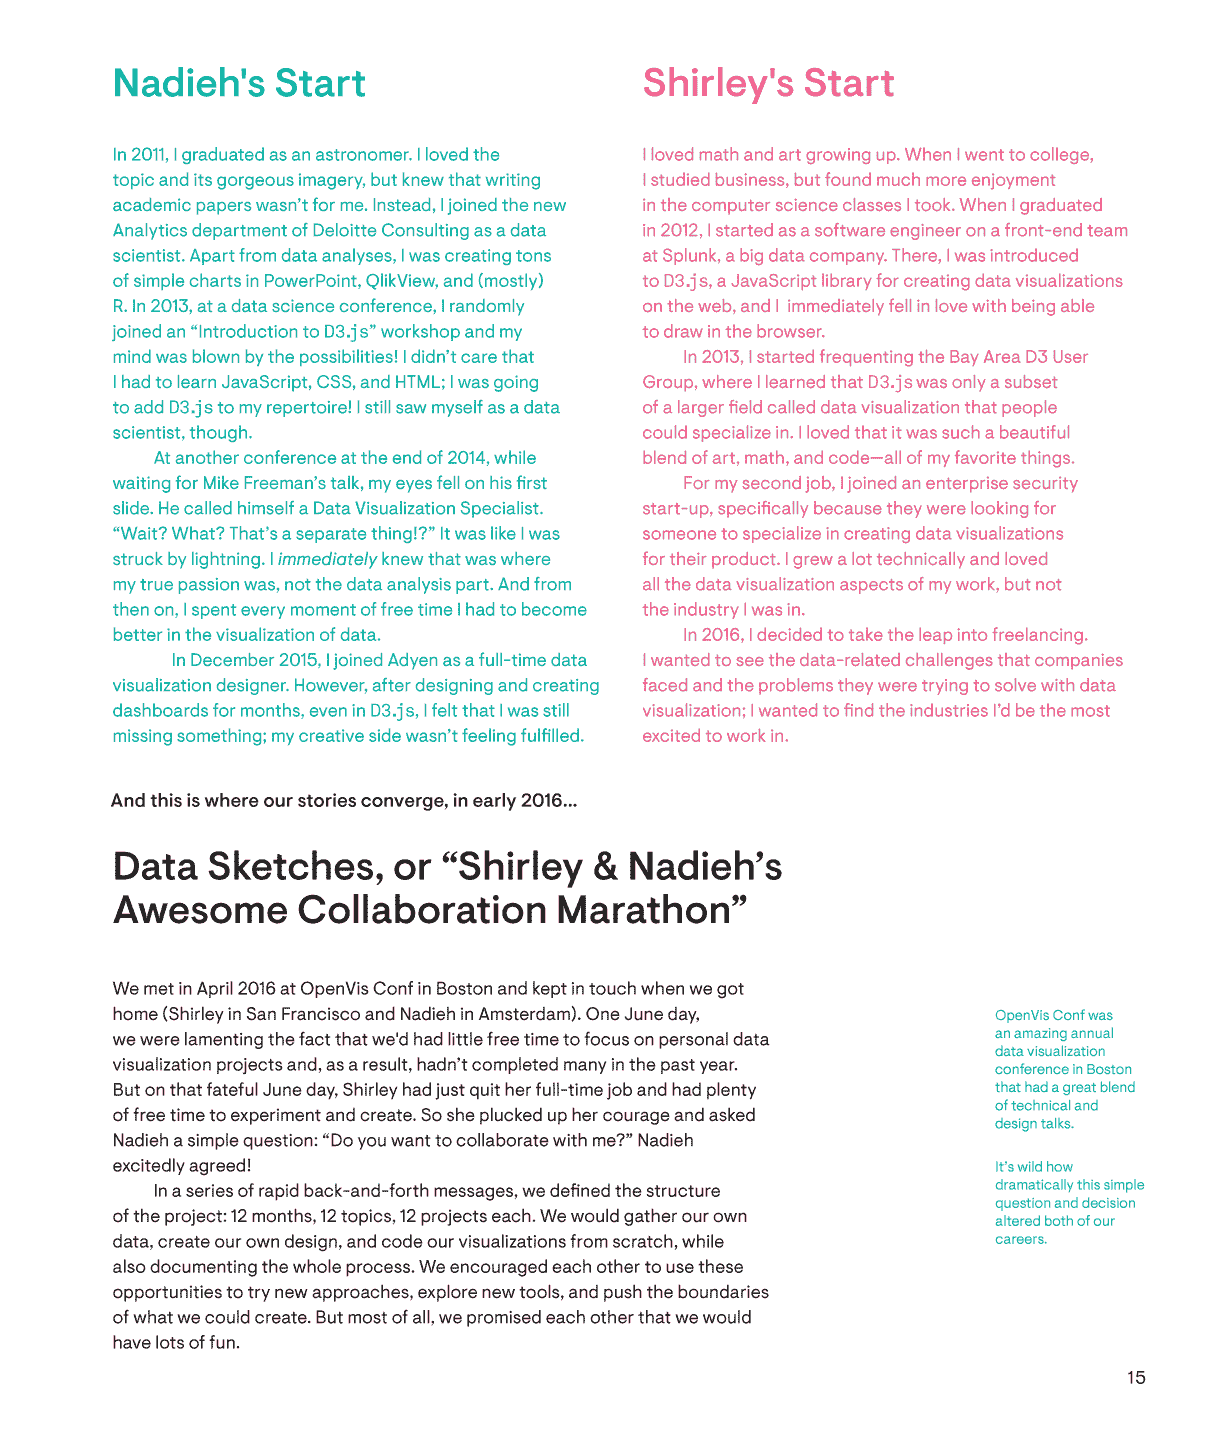 Nadieh's Start
In 2011, I graduated as an astronomer. I loved the
topic and its gorgeous imagery, but knew that writing
academic papers wasn’t for me. Instead, I joined the new
Analytics department of Deloitte Consulting as a data
scientist. Apart from data analyses, I was creating tons
of simple charts in PowerPoint, QlikView, and (mostly)
R. In 2013, at a data science conference, I randomly
joined an “Introduction to D3.js” workshop and my
mind was blown by the possibilities! I didn’t care that
I had to learn JavaScript, CSS, and HTML; I was going
to add D3.js to my repertoire! I still saw myself as a data
scientist, though.
At another conference at the end of 2014, while
waiting for Mike Freeman’s talk, my eyes fell on his first
slide. He called himself a Data Visualization Specialist.
“Wait? What? That’s a separate thing!?” It was like I was
struck by lightning. I immediately knew that was where
my true passion was, not the data analysis part. And from
then on, I spent every moment of free time I had to become
better in the visualization of data.
In December 2015, I joined Adyen as a full-time data
visualization designer. However, after designing and creating
dashboards for months, even in D3.js, I felt that I was still
missing something; my creative side wasn’t feeling fulfilled.
Shirley's Start
I loved math and art growing up. When I went to college,
I studied business, but found much more enjoyment
in the computer science classes I took. When I graduated
in 2012, I started as a software engineer on a front-end team
at Splunk, a big data company. There, I was introduced
to D3.js, a JavaScript library for creating data visualizations
on the web, and I immediately fell in love with being able
to draw in the browser.
In 2013, I started frequenting the Bay Area D3 User
Group, where I learned that D3.js was only a subset
of a larger field called data visualization that people
could specialize in. I loved that it was such a beautiful
blend of art, math, and code—all of my favorite things.
For my second job, I joined an enterprise security
start-up, specifically because they were looking for
someone to specialize in creating data visualizations
for their product. I grew a lot technically and loved
all the data visualization aspects of my work, but not
the industry I was in.
In 2016, I decided to take the leap into freelancing.
I wanted to see the data-related challenges that companies
faced and the problems they were trying to solve with data
visualization; I wanted to find the industries I’d be the most
excited to work in.
And this is where our stories converge, in early 2016...
Data Sketches, or “Shirley & Nadieh’s
Awesome Collaboration Marathon”
We met in April 2016 at OpenVis Conf in Boston and kept in touch when we got
home (Shirley in San Francisco and Nadieh in Amsterdam). One June day,
we were lamenting the fact that we'd had little free time to focus on personal data
visualization projects and, as a result, hadn’t completed many in the past year.
But on that fateful June day, Shirley had just quit her full-time job and had plenty
of free time to experiment and create. So she plucked up her courage and asked
Nadieh a simple question: “Do you want to collaborate with me?” Nadieh
excitedly agreed!
In a series of rapid back-and-forth messages, we defined the structure
of the project: 12 months, 12 topics, 12 projects each. We would gather our own
data, create our own design, and code our visualizations from scratch, while
also documenting the whole process. We encouraged each other to use these
opportunities to try new approaches, explore new tools, and push the boundaries
of what we could create. But most of all, we promised each other that we would
have lots of fun.
OpenVis Conf was
an amazing annual
data visualization
conference in Boston
that had a great blend
of technical and
design talks.
It’s wild how
dramatically this simple
question and decision
altered both of our
careers.
15